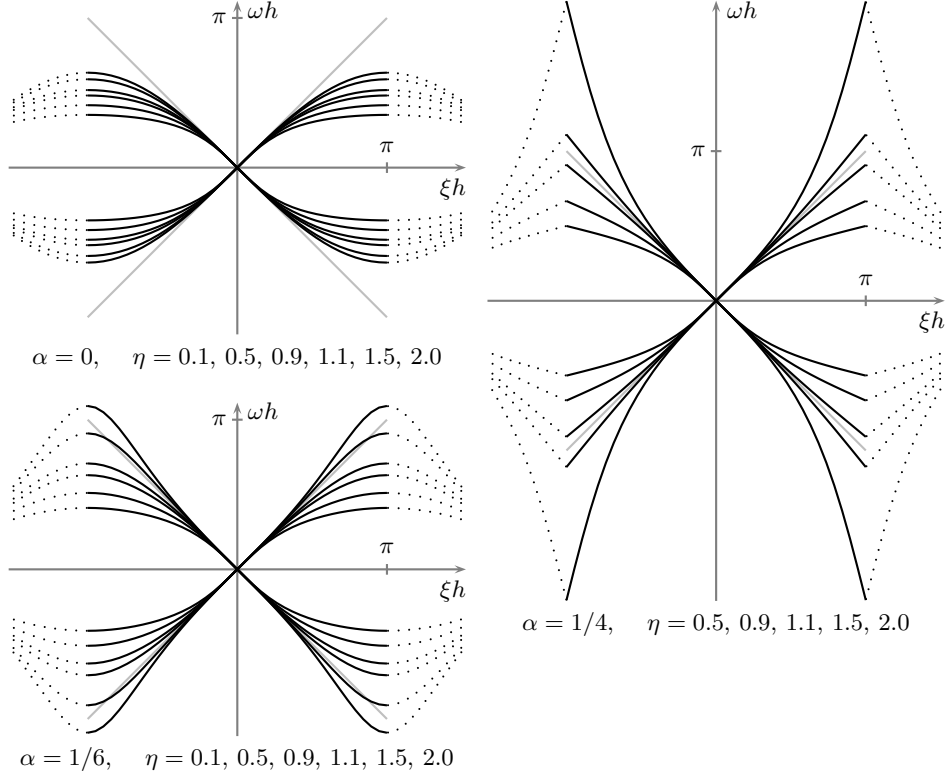 π
ωh
π
ξh
α = 0, η = 0.1, 0.5, 0.9, 1.1, 1.5, 2.0
π
ωh
π
ξh
α = 1/6, η = 0.1, 0.5, 0.9, 1.1, 1.5, 2.0
ωh
π
π
ξh
α = 1/4, η = 0.5, 0.9, 1.1, 1.5, 2.0